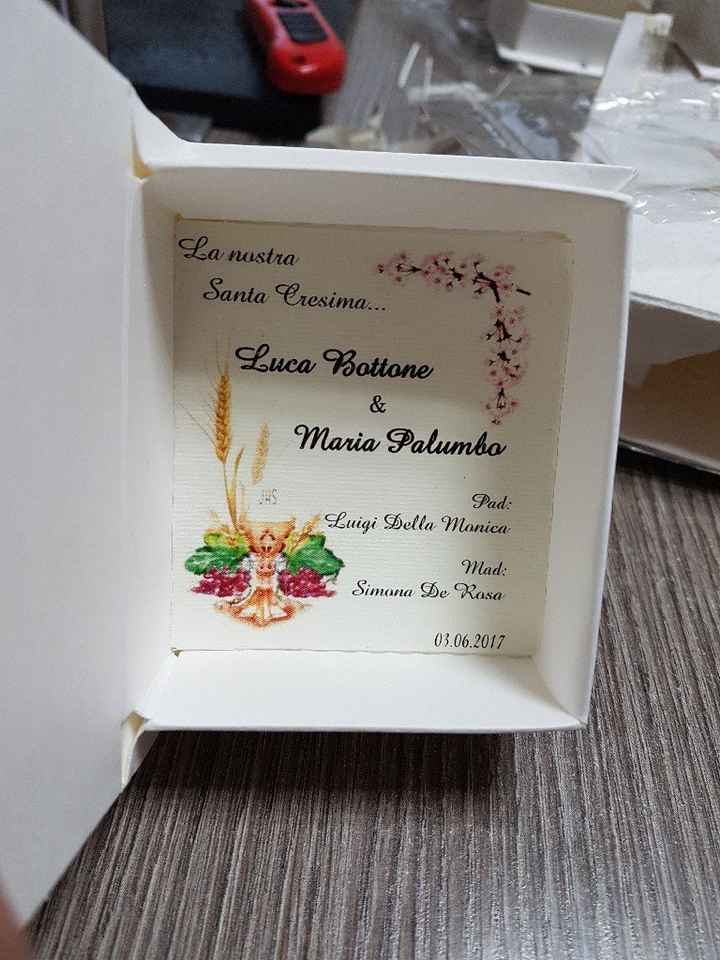 La nostra
Santa Cresima...
Luca Bottone
&
Maria Palumbo
JHS
Pad:
Luigi Della Monica
Mad:
Simona De Rosa
03.06.2017